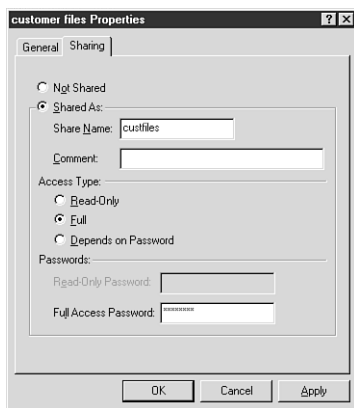 customer files Properties
General Sharing
Not Shared
Shared As:
Share Name: custfiles
Comment:
Access Type:
Read-Only
Full
Depends on Password
Passwords:
Read-Only Password:
Full Access Password: ********
OK Cancel Apply